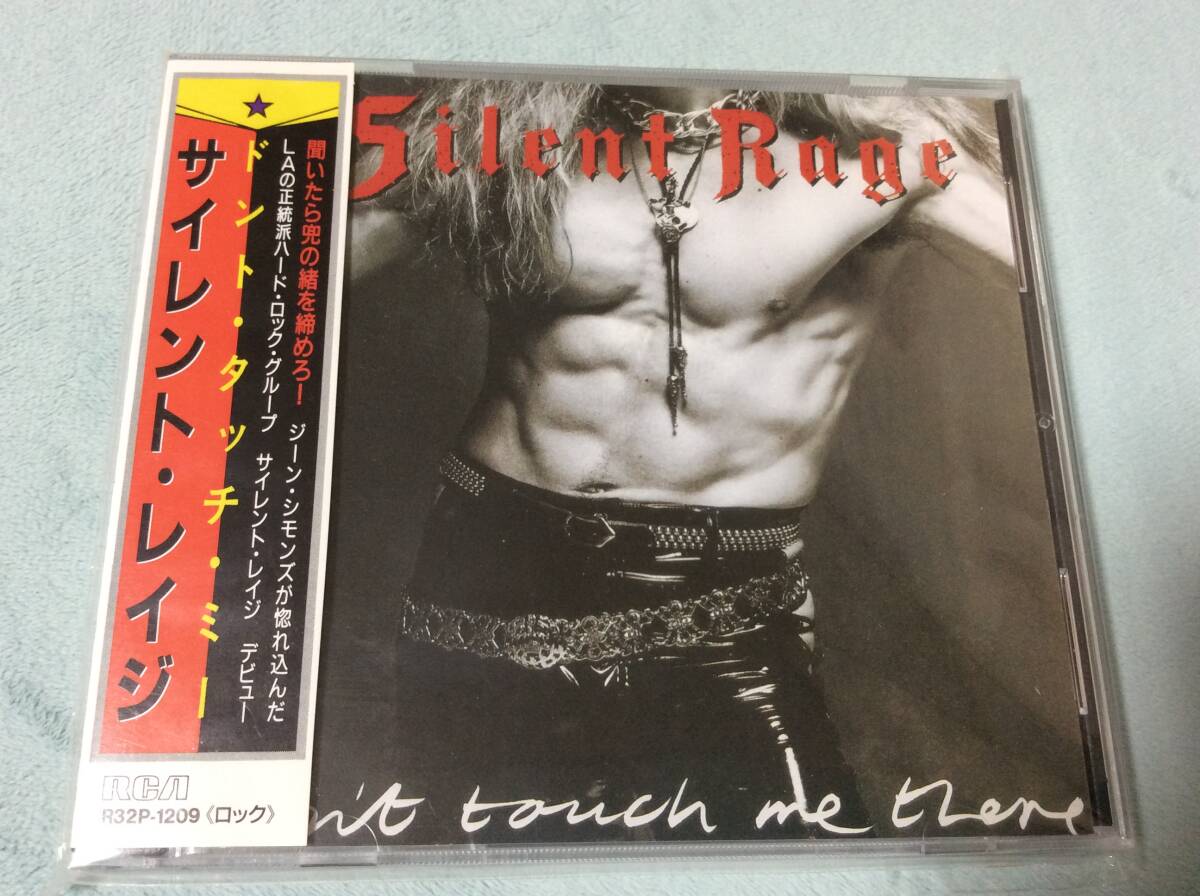 サイレント・レイジ
ドント・タッチ・ミー
聞いたら兜の緒を締めろ! ジーン・シモンズが惚れ込んだ
LAの正統派ハード・ロック・グループ サイレント・レイジ デビュー
RCA
R32P-1209《ロック》
Silent Rage
n't touch me there